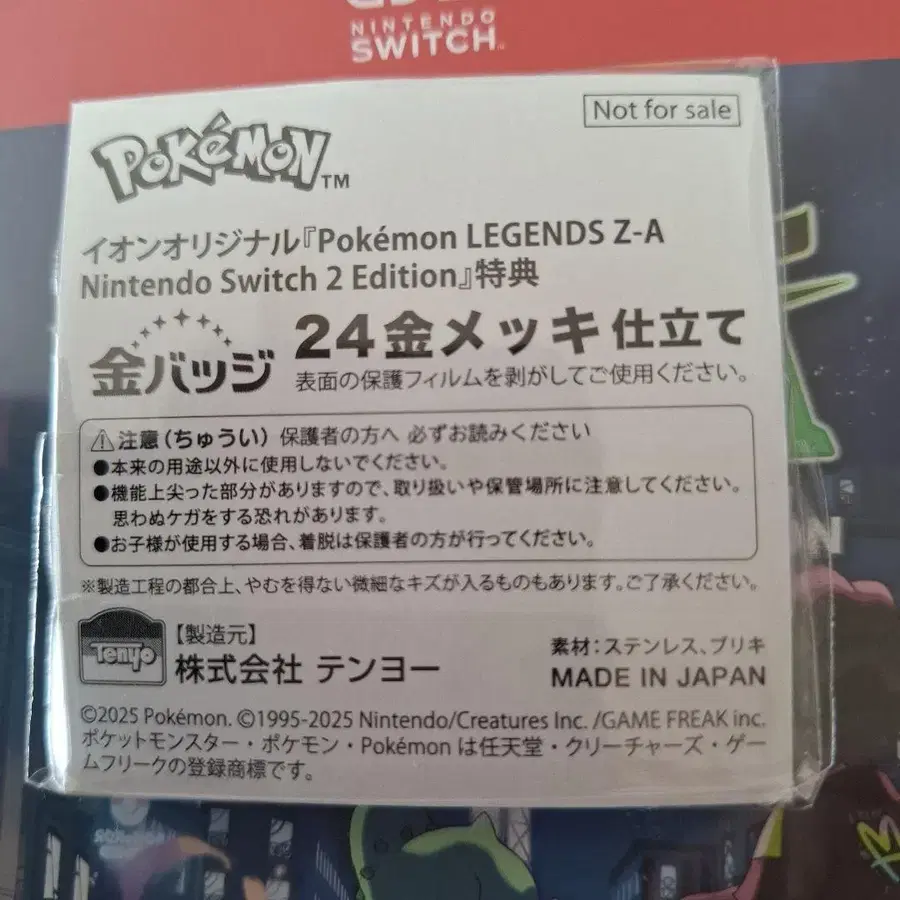 NINTENDO
SWITCH™
Not for sale
POKéMON™
イオンオリジナル『Pokémon LEGENDS Z-A
Nintendo Switch 2 Edition』特典
金バッジ
24金メッキ仕立て
表面の保護フィルムを剥がしてご使用ください。
⚠注意(ちゅうい) 保護者の方へ 必ずお読みください
●本来の用途以外に使用しないでください。
●機能上尖った部分がありますので、取り扱いや保管場所に注意してください。
思わぬケガをする恐れがあります。
●お子様が使用する場合、着脱は保護者の方が行ってください。
※製造工程の都合上、やむを得ない微細なキズが入るものもあります。ご了承ください。
Tenyo
【製造元】
株式会社 テンヨー
素材:ステンレス、ブリキ
MADE IN JAPAN
©2025 Pokémon. ©1995-2025 Nintendo/Creatures Inc. /GAME FREAK inc.
ポケットモンスター・ポケモン・Pokémon は任天堂・クリーチャーズ・ゲー
ムフリークの登録商標です。